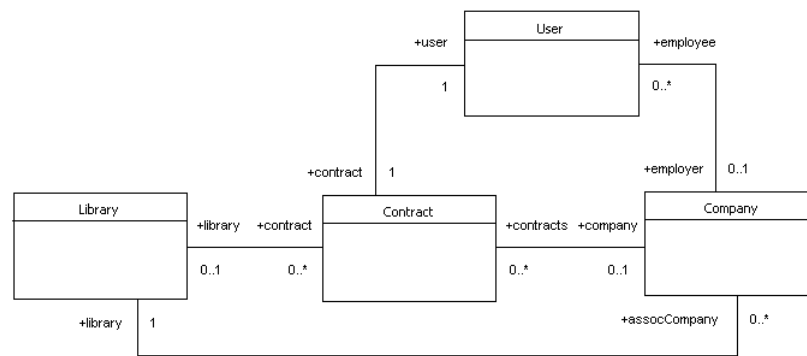 User
+user
+employee
1
0..*
+contract
1
+employer
0..1
Library
Contract
Company
+library
+contract
+contracts
+company
0..1
0..*
0..*
0..1
+library
1
+assocCompany
0..*